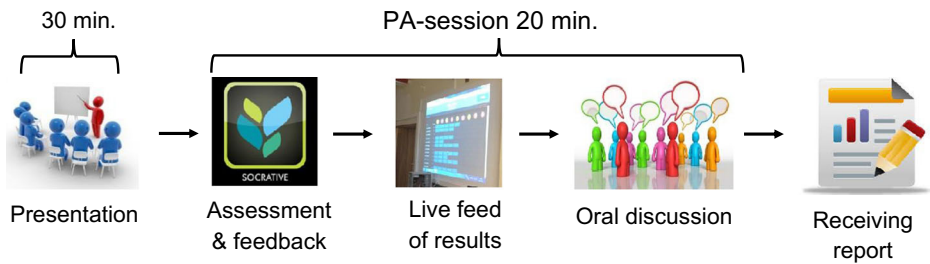 30 min.
PA-session 20 min.
SOCRATIVE
Presentation
Assessment
& feedback
Live feed
of results
Oral discussion
Receiving
report